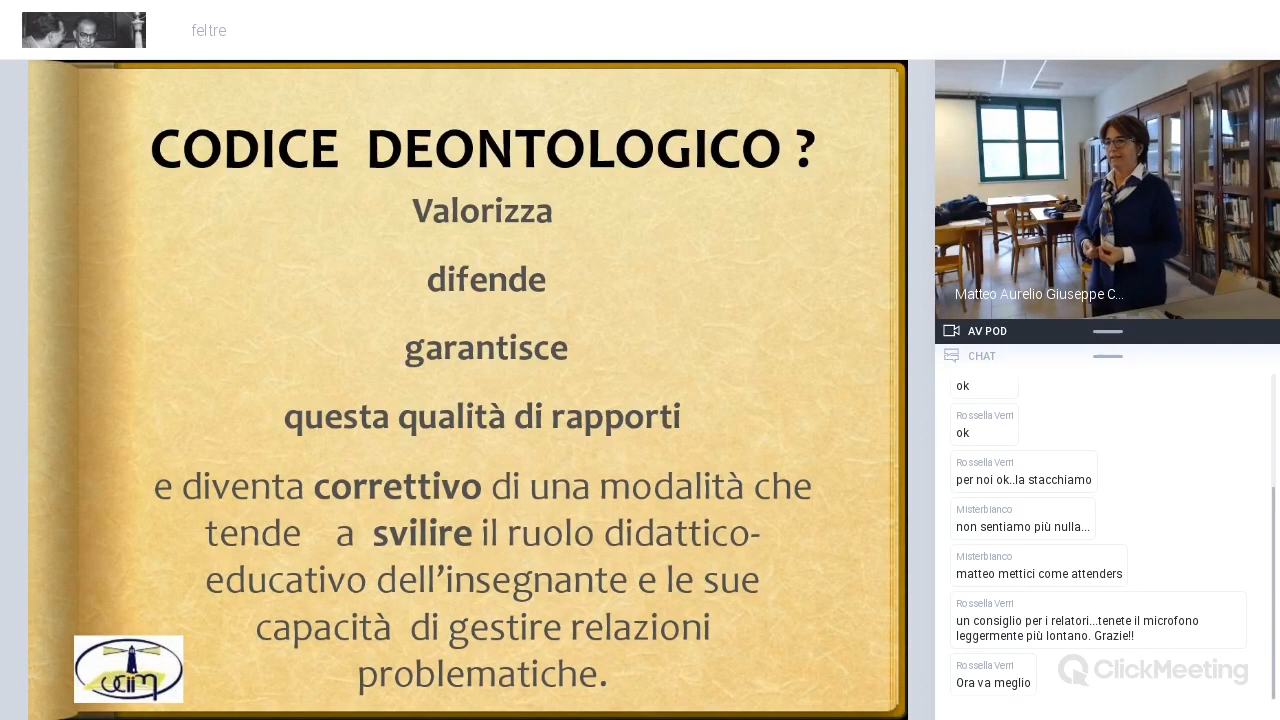 feltre
CODICE DEONTOLOGICO ?
Valorizza
difende
garantisce
questa qualità di rapporti
e diventa correttivo di una modalità che
tende a svilire il ruolo didattico-
educativo dell’insegnante e le sue
capacità di gestire relazioni
problematiche.
ucim
Matteo Aurelio Giuseppe C...
AV POD
CHAT
ok
Rossella Verri
ok
Rossella Verri
per noi ok..la stacchiamo
Misterbianco
non sentiamo più nulla...
Misterbianco
matteo mettici come attenders
Rossella Verri
un consiglio per i relatori...tenete il microfono
leggermente più lontano. Grazie!!
Rossella Verri
Ora va meglio
ClickMeeting